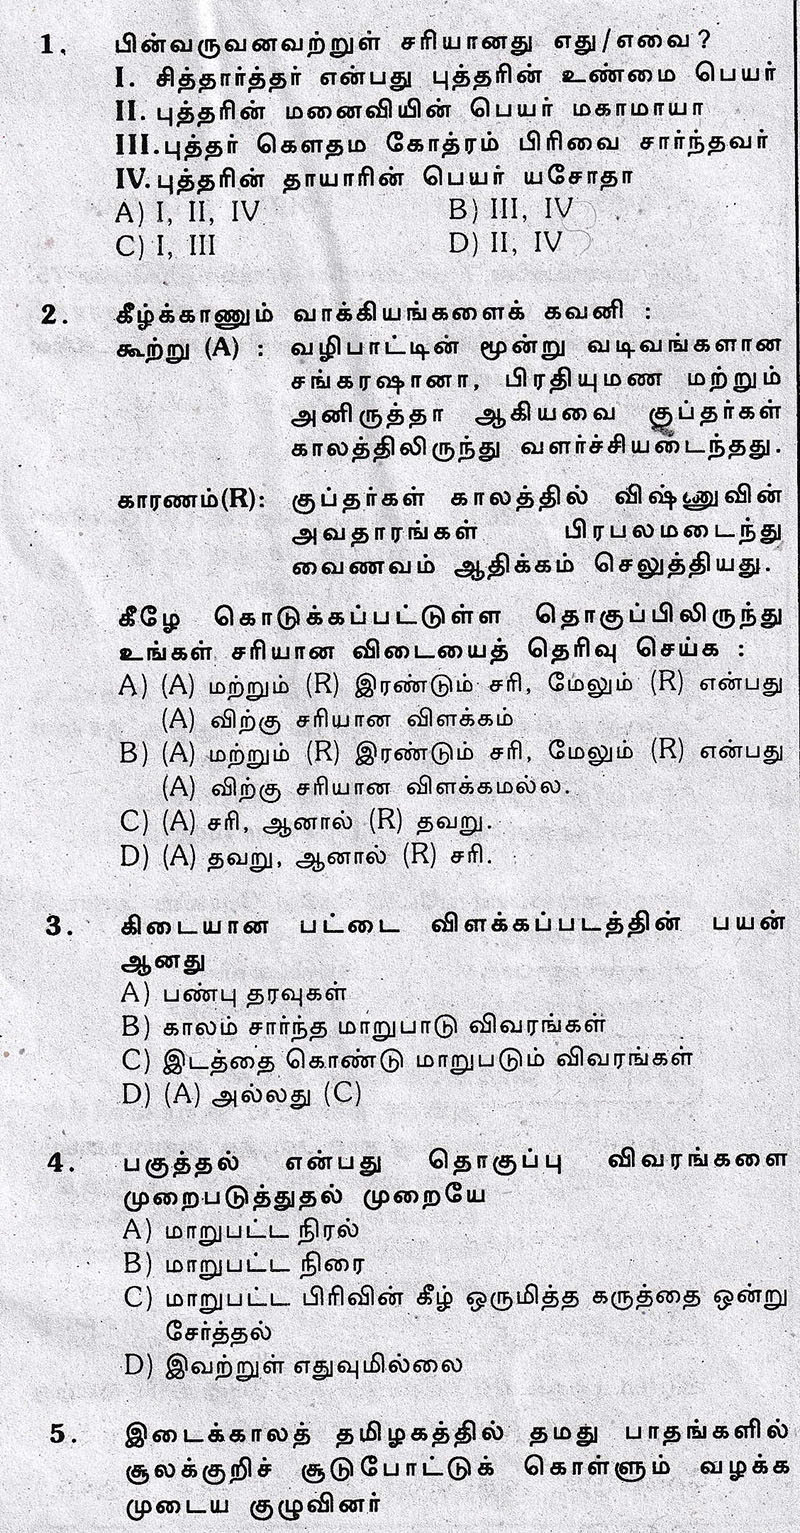 1. பின்வருவனவற்றுள் சரியானது எது/எவை?
I. சித்தார்த்தர் என்பது புத்தரின் உண்மை பெயர்
II. புத்தரின் மனைவியின் பெயர் மகாமாயா
III. புத்தர் கௌதம கோத்ரம் பிரிவை சார்ந்தவர்
IV. புத்தரின் தாயாரின் பெயர் யசோதா
A) I, II, IV B) III, IV
C) I, III D) II, IV
2. கீழ்க்காணும் வாக்கியங்களைக் கவனி :
கூற்று (A) : வழிபாட்டின் மூன்று வடிவங்களான
சங்கரஷானா, பிரதியுமண மற்றும்
அனிருத்தா ஆகியவை குப்தர்கள்
காலத்திலிருந்து வளர்ச்சியடைந்தது.
காரணம்(R): குப்தர்கள் காலத்தில் விஷ்ணுவின்
அவதாரங்கள் பிரபலமடைந்து
வைணவம் ஆதிக்கம் செலுத்தியது.
கீழே கொடுக்கப்பட்டுள்ள தொகுப்பிலிருந்து
உங்கள் சரியான விடையைத் தெரிவு செய்க :
A) (A) மற்றும் (R) இரண்டும் சரி, மேலும் (R) என்பது
(A) விற்கு சரியான விளக்கம்
B) (A) மற்றும் (R) இரண்டும் சரி, மேலும் (R) என்பது
(A) விற்கு சரியான விளக்கமல்ல.
C) (A) சரி, ஆனால் (R) தவறு.
D) (A) தவறு, ஆனால் (R) சரி.
3. கிடையான பட்டை விளக்கப்படத்தின் பயன்
ஆனது
A) பண்பு தரவுகள்
B) காலம் சார்ந்த மாறுபாடு விவரங்கள்
C) இடத்தை கொண்டு மாறுபடும் விவரங்கள்
D) (A) அல்லது (C)
4. பகுத்தல் என்பது தொகுப்பு விவரங்களை
முறைபடுத்துதல் முறையே
A) மாறுபட்ட நிரல்
B) மாறுபட்ட நிரை
C) மாறுபட்ட பிரிவின் கீழ் ஒருமித்த கருத்தை ஒன்று
சேர்த்தல்
D) இவற்றுள் எதுவுமில்லை
5. இடைக்காலத் தமிழகத்தில் தமது பாதங்களில்
சூலக்குறிச் சூடுபோட்டுக் கொள்ளும் வழக்க
முடைய குழுவினர்